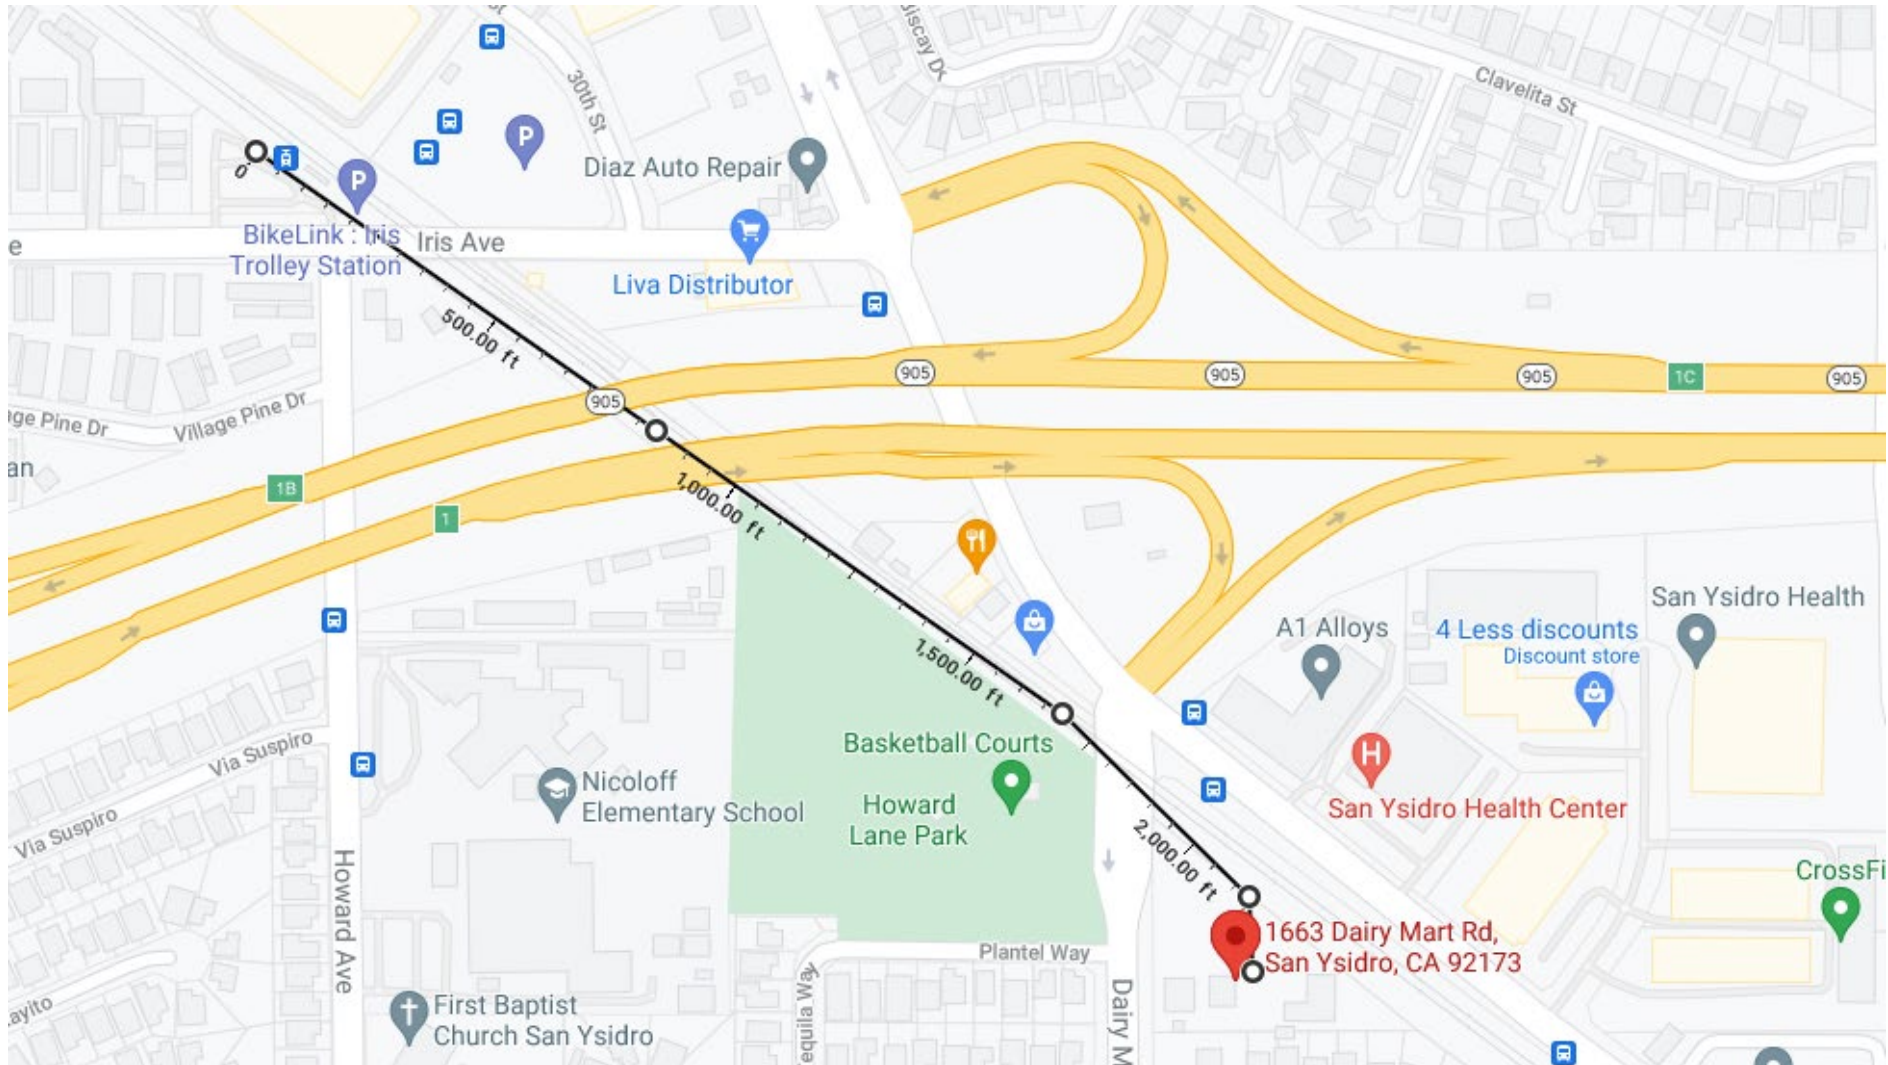 30th St
Clavelita St
Diaz Auto Repair
P
P
0
BikeLink : Iris
Trolley Station
Iris Ave
Liva Distributor
500.00 ft
905
905
905
905
905
1C
Village Pine Dr
ge Pine Dr
an
1B
1
1,000.00 ft
San Ysidro Health
A1 Alloys
4 Less discounts
Discount store
1,500.00 ft
Via Suspiro
Via Suspiro
Basketball Courts
Nicoloff
Elementary School
Howard
Lane Park
H
San Ysidro Health Center
2,000.00 ft
CrossFi
Howard Ave
1663 Dairy Mart Rd,
San Ysidro, CA 92173
Plantel Way
equila Way
Dairy M
First Baptist
Church San Ysidro
ayito